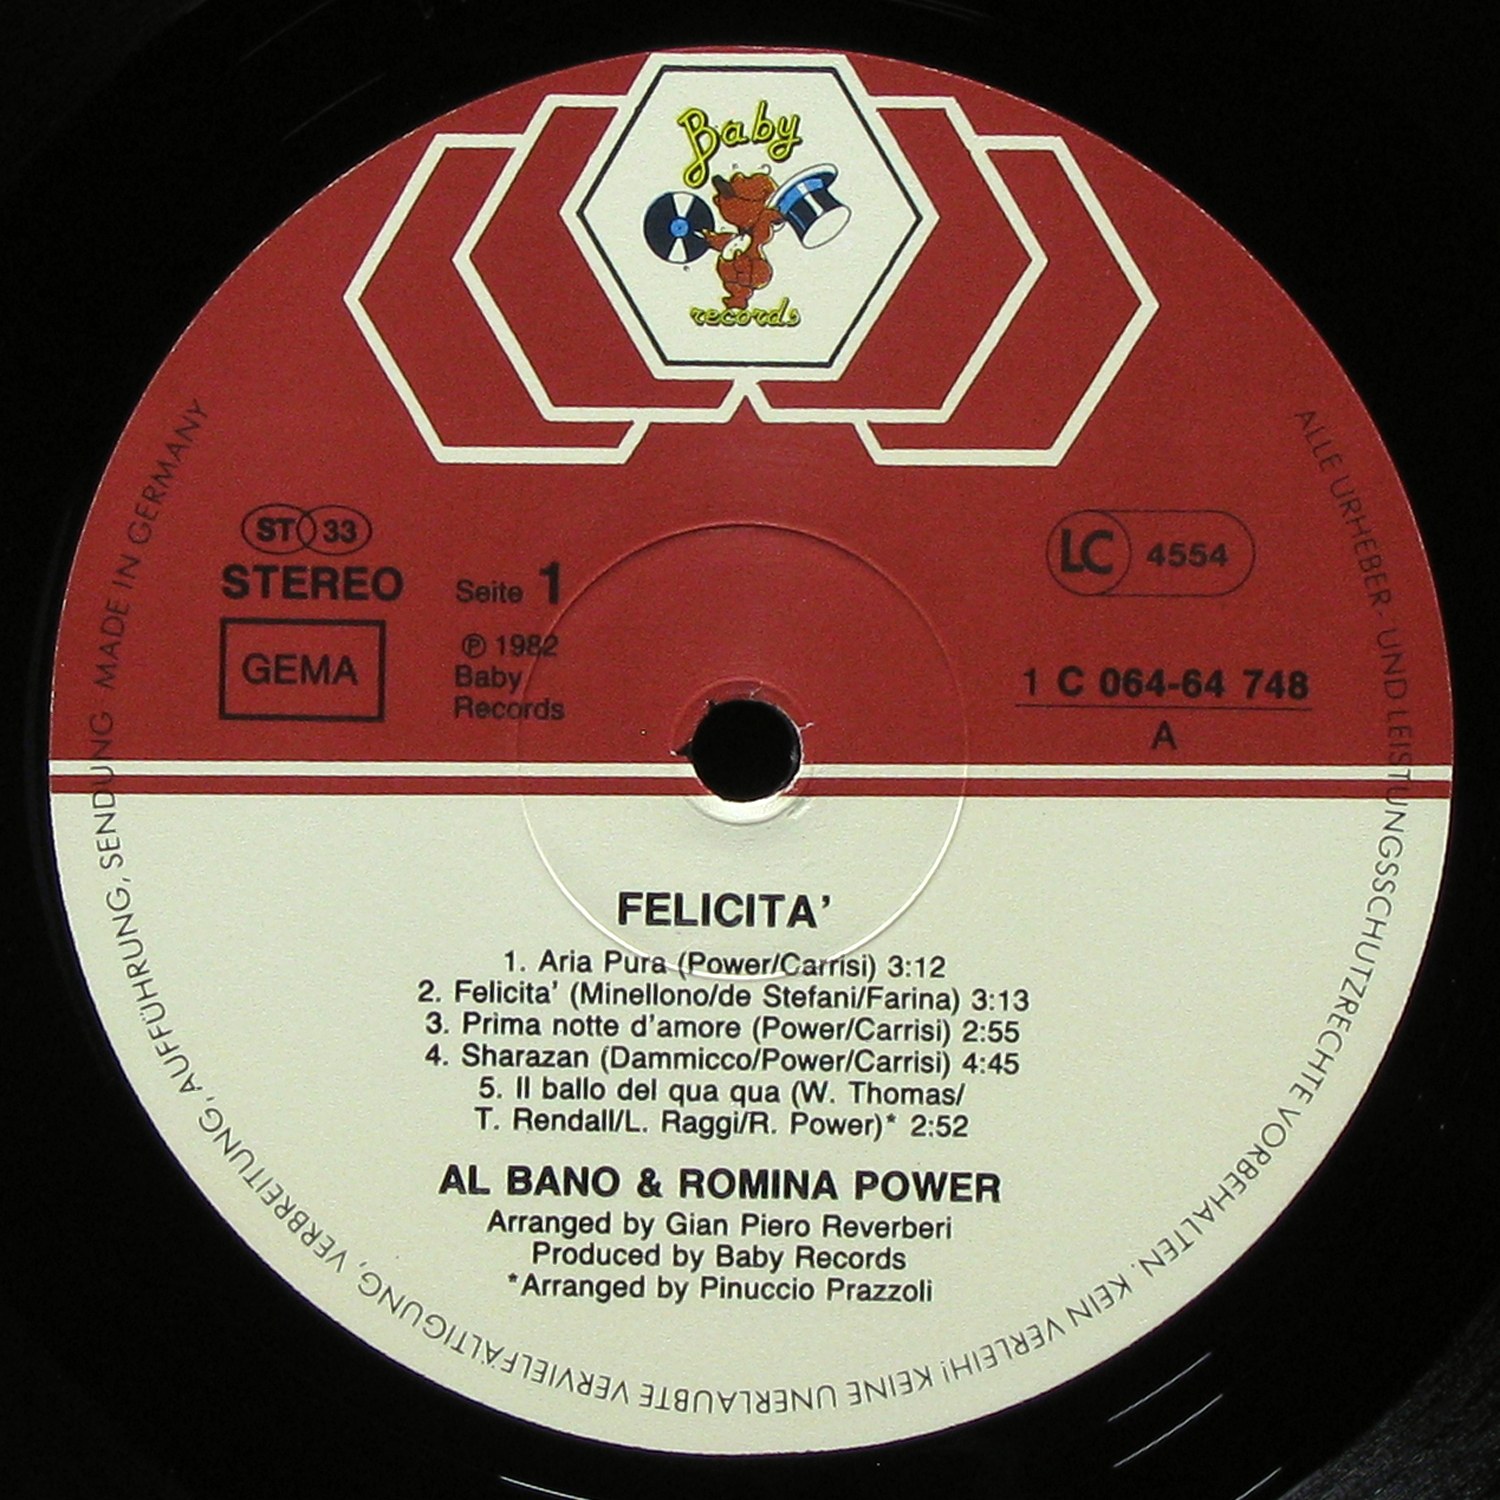 Baby
records
ST 33
STEREO
GEMA
Seite 1
℗ 1982
Baby
Records
LC 4554
1 C 064-64 748
A
FELICITA'
1. Aria Pura (Power/Carrisi) 3:12
2. Felicita' (Minellono/de Stefani/Farina) 3:13
3. Prima notte d'amore (Power/Carrisi) 2:55
4. Sharazan (Dammicco/Power/Carrisi) 4:45
5. Il ballo del qua qua (W. Thomas/
T. Rendall/L. Raggi/R. Power)* 2:52
AL BANO & ROMINA POWER
Arranged by Gian Piero Reverberi
Produced by Baby Records
*Arranged by Pinuccio Prazzoli
ALLE URHEBER- UND LEISTUNGSSCHUTZRECHTE VORBEHALTEN. KEIN VERLEIH! KEINE UNERLAUBTE VERVIELFÄLTIGUNG, VERBREITUNG, AUFFÜHRUNG, SENDUNG MADE IN GERMANY